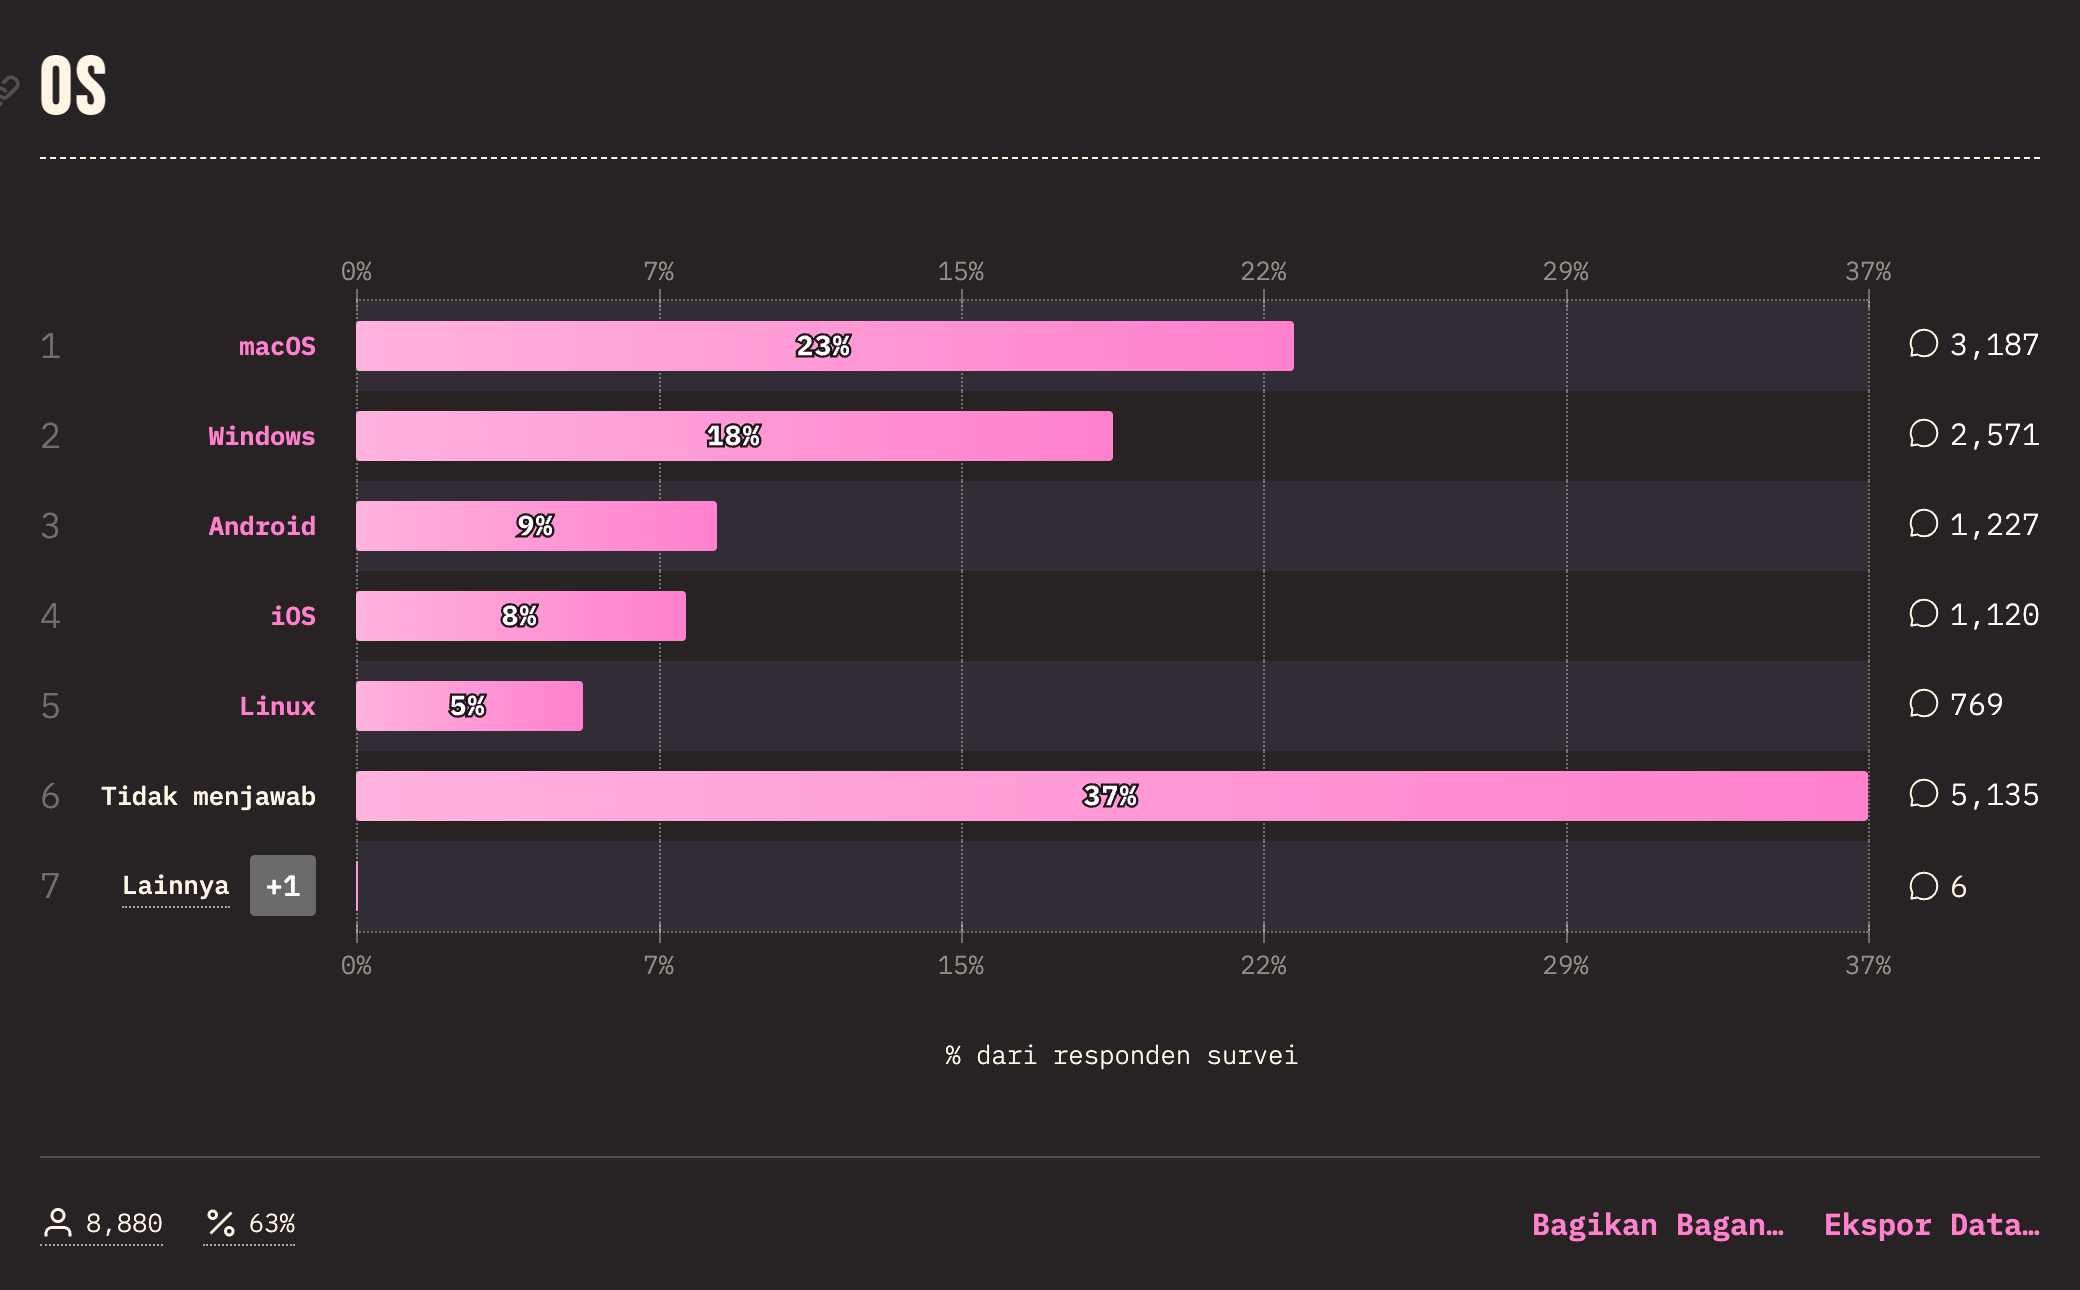 OS
0% 7% 15% 22% 29% 37%
1 macOS 23% 3,187
2 Windows 18% 2,571
3 Android 9% 1,227
4 iOS 8% 1,120
5 Linux 5% 769
6 Tidak menjawab 37% 5,135
7 Lainnya +1 6
0% 7% 15% 22% 29% 37%
% dari responden survei
8,880 % 63% Bagikan Bagan… Ekspor Data…